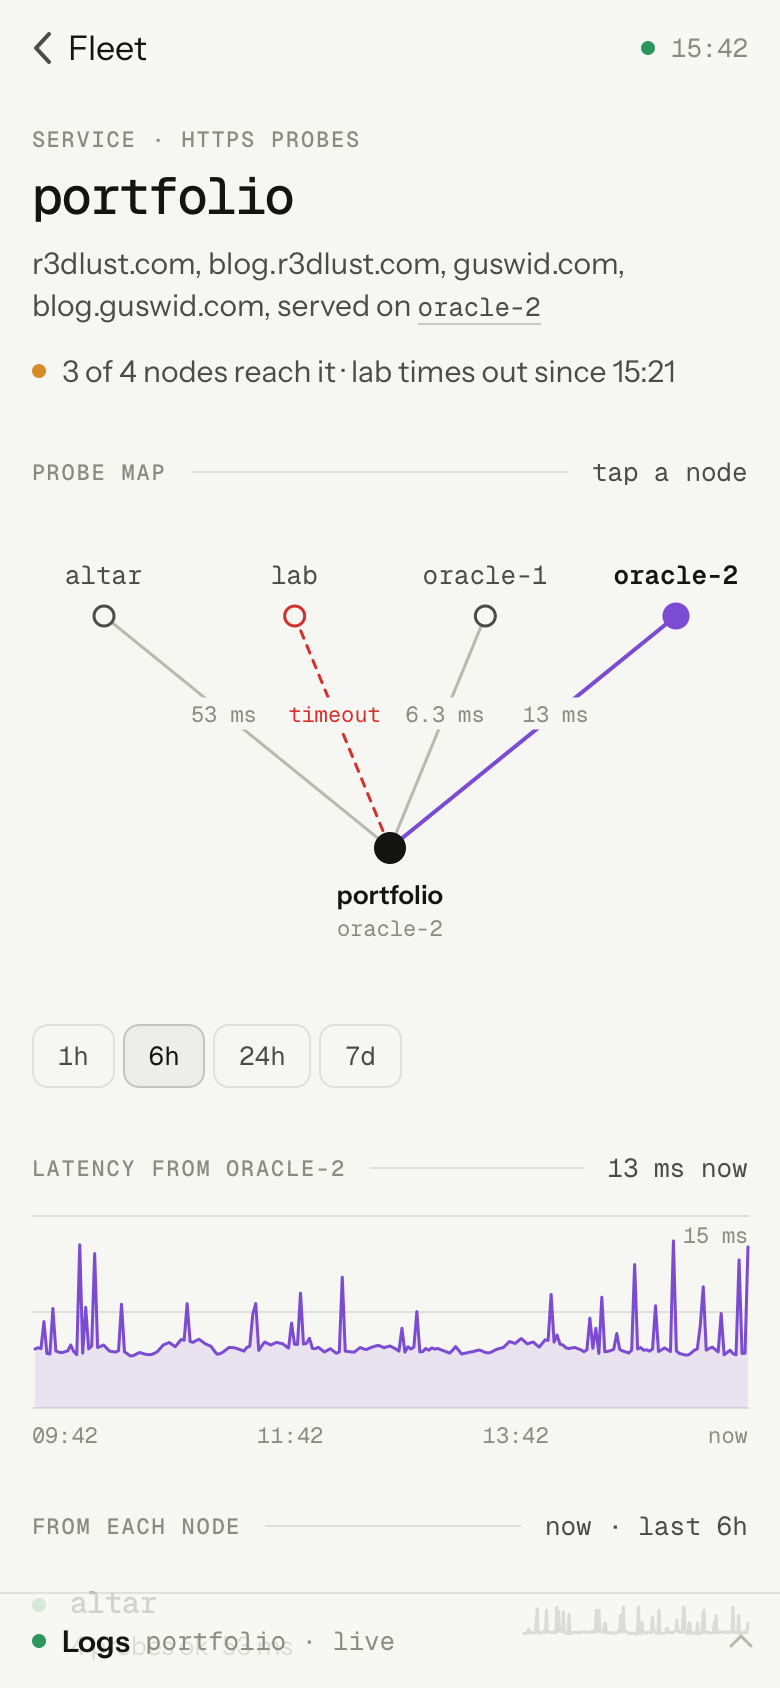 Fleet
15:42
SERVICE · HTTPS PROBES
portfolio
r3dlust.com, blog.r3dlust.com, guswid.com,
blog.guswid.com, served on oracle-2
3 of 4 nodes reach it · lab times out since 15:21
PROBE MAP
tap a node
altar
lab
oracle-1
oracle-2
53 ms
timeout
6.3 ms
13 ms
portfolio
oracle-2
1h
6h
24h
7d
LATENCY FROM ORACLE-2
13 ms now
15 ms
09:42
11:42
13:42
now
FROM EACH NODE
now · last 6h
altar
Logs portfolio · live